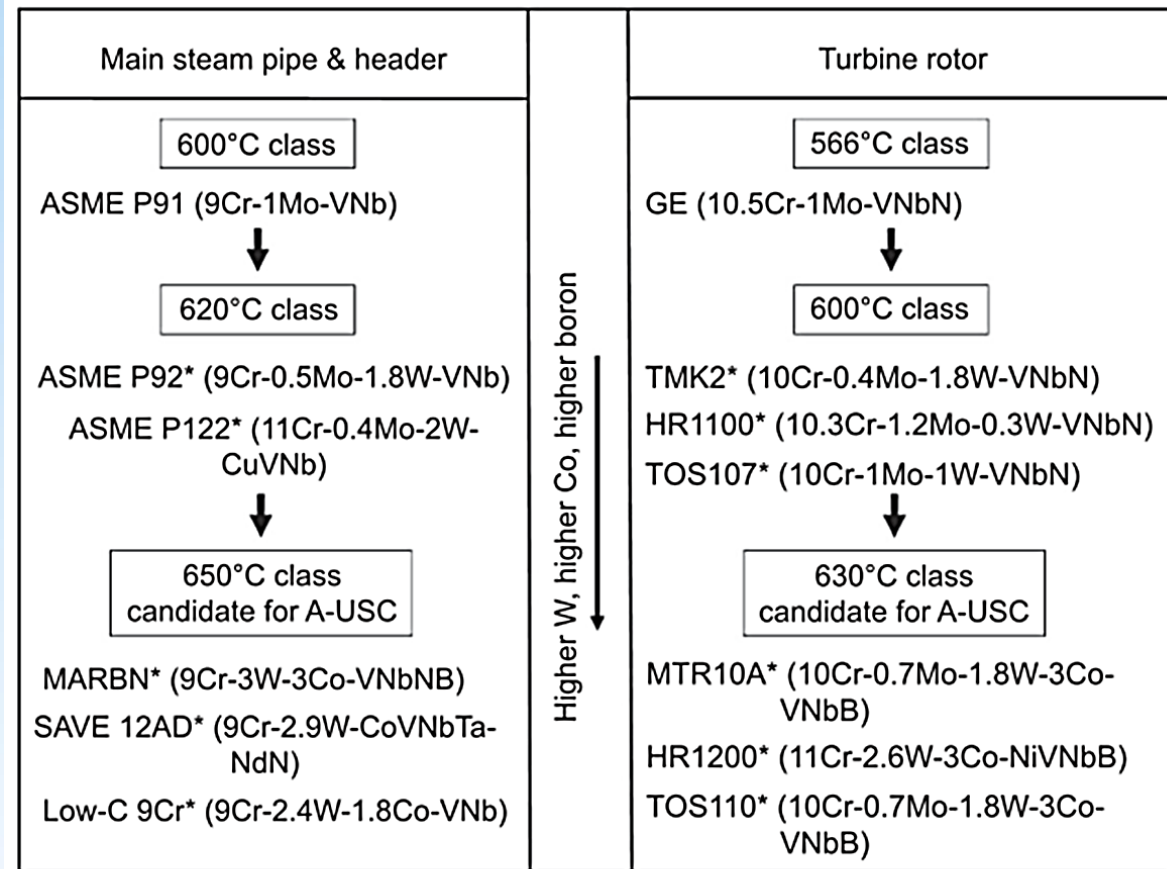 Main steam pipe & header
600°C class
ASME P91 (9Cr-1Mo-VNb)
620°C class
ASME P92* (9Cr-0.5Mo-1.8W-VNb)
ASME P122* (11Cr-0.4Mo-2W-
CuVNb)
650°C class
candidate for A-USC
MARBN* (9Cr-3W-3Co-VNbNB)
SAVE 12AD* (9Cr-2.9W-CoVNbTa-
NdN)
Low-C 9Cr* (9Cr-2.4W-1.8Co-VNb)
Higher W, higher Co, higher boron
Turbine rotor
566°C class
GE (10.5Cr-1Mo-VNbN)
600°C class
TMK2* (10Cr-0.4Mo-1.8W-VNbN)
HR1100* (10.3Cr-1.2Mo-0.3W-VNbN)
TOS107* (10Cr-1Mo-1W-VNbN)
630°C class
candidate for A-USC
MTR10A* (10Cr-0.7Mo-1.8W-3Co-
VNbB)
HR1200* (11Cr-2.6W-3Co-NiVNbB)
TOS110* (10Cr-0.7Mo-1.8W-3Co-
VNbB)